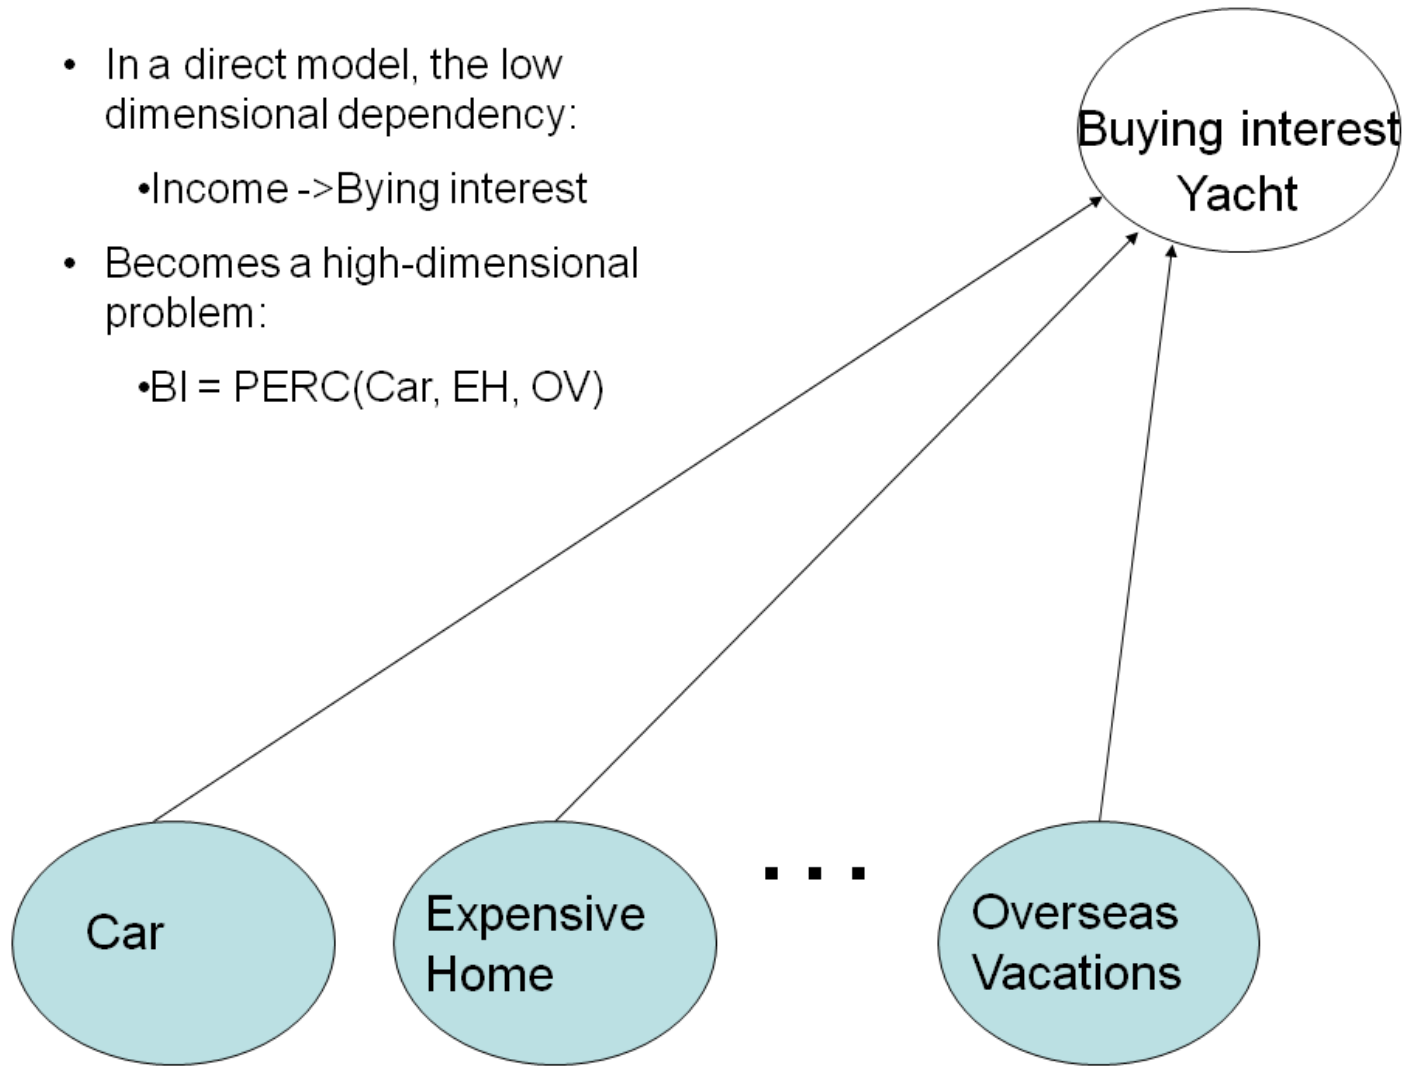 • In a direct model, the low
dimensional dependency:
•Income ->Bying interest
• Becomes a high-dimensional
problem:
•BI = PERC(Car, EH, OV)
Buying interest
Yacht
Car
Expensive
Home
. . .
Overseas
Vacations